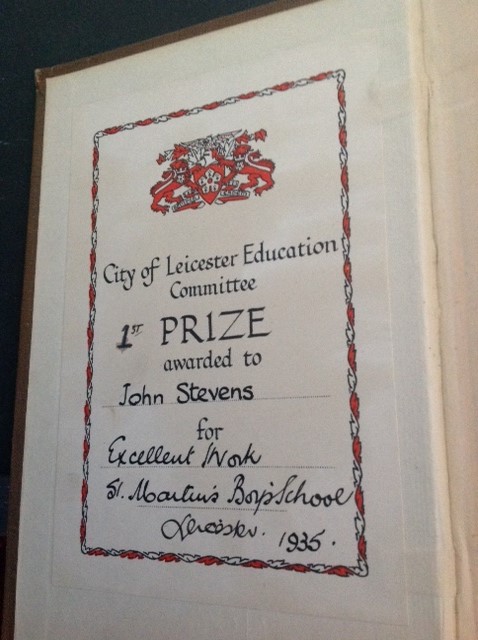 City of Leicester Education
Committee
1ST PRIZE
awarded to
John Stevens
for
Excellent Work
St. Martin's Boys' School
Leicester. 1935.